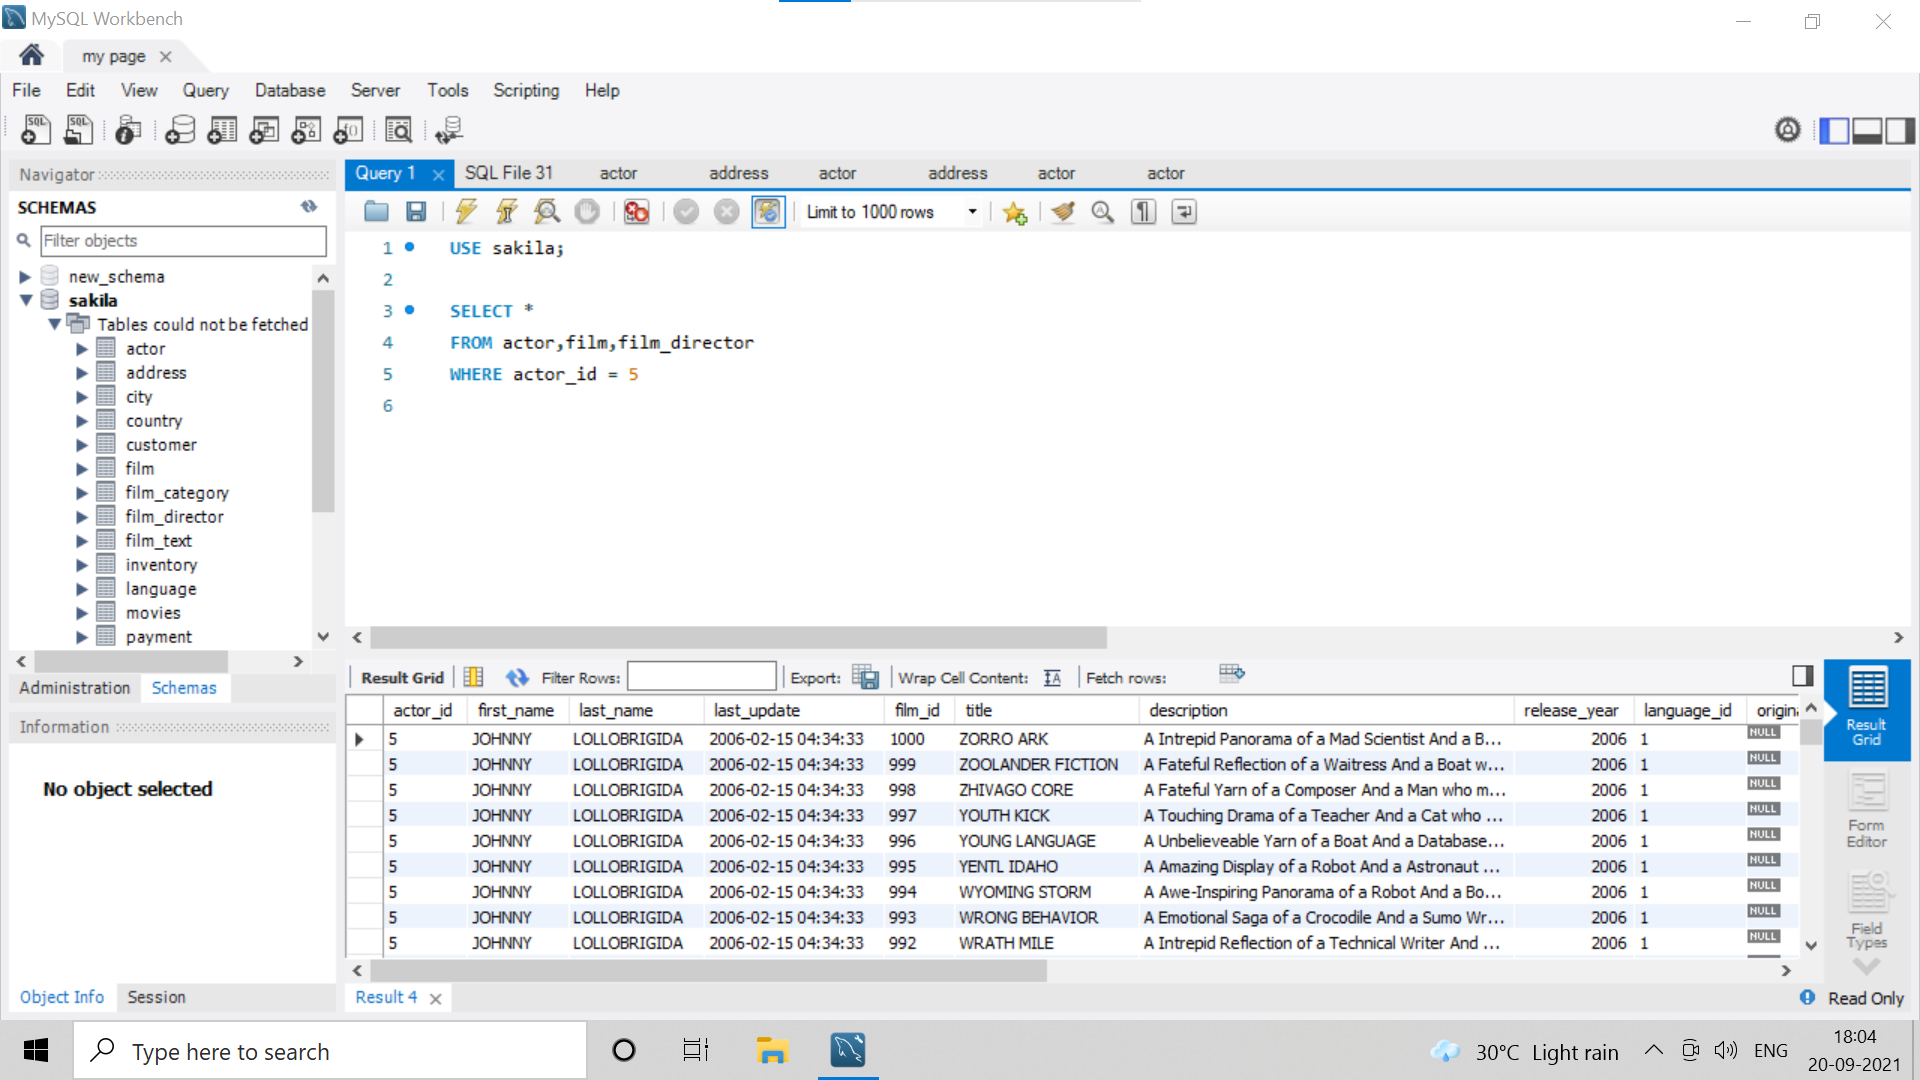 MySQL Workbench
my page
File Edit View Query Database Server Tools Scripting Help
SQL SQL
Navigator
SCHEMAS
Filter objects
new_schema
sakila
Tables could not be fetched
actor
address
city
country
customer
film
film_category
film_director
film_text
inventory
language
movies
payment
Administration Schemas
Information
No object selected
Object Info Session
Query 1 SQL File 31 actor address actor address actor actor
Limit to 1000 rows
1 USE sakila;
2
3 SELECT *
4 FROM actor,film,film_director
5 WHERE actor_id = 5
6
Result Grid Filter Rows: Export: Wrap Cell Content: IA Fetch rows:
actor_id first_name last_name last_update film_id title description release_year language_id origina
5 JOHNNY LOLLOBRIGIDA 2006-02-15 04:34:33 1000 ZORRO ARK A Intrepid Panorama of a Mad Scientist And a B... 2006 1 NULL
5 JOHNNY LOLLOBRIGIDA 2006-02-15 04:34:33 999 ZOOLANDER FICTION A Fateful Reflection of a Waitress And a Boat w... 2006 1 NULL
5 JOHNNY LOLLOBRIGIDA 2006-02-15 04:34:33 998 ZHIVAGO CORE A Fateful Yarn of a Composer And a Man who m... 2006 1 NULL
5 JOHNNY LOLLOBRIGIDA 2006-02-15 04:34:33 997 YOUTH KICK A Touching Drama of a Teacher And a Cat who ... 2006 1 NULL
5 JOHNNY LOLLOBRIGIDA 2006-02-15 04:34:33 996 YOUNG LANGUAGE A Unbelieveable Yarn of a Boat And a Database... 2006 1 NULL
5 JOHNNY LOLLOBRIGIDA 2006-02-15 04:34:33 995 YENTL IDAHO A Amazing Display of a Robot And a Astronaut ... 2006 1 NULL
5 JOHNNY LOLLOBRIGIDA 2006-02-15 04:34:33 994 WYOMING STORM A Awe-Inspiring Panorama of a Robot And a Bo... 2006 1 NULL
5 JOHNNY LOLLOBRIGIDA 2006-02-15 04:34:33 993 WRONG BEHAVIOR A Emotional Saga of a Crocodile And a Sumo Wr... 2006 1 NULL
5 JOHNNY LOLLOBRIGIDA 2006-02-15 04:34:33 992 WRATH MILE A Intrepid Reflection of a Technical Writer And ... 2006 1 NULL
Result
Grid
Form
Editor
Field
Types
Result 4 Read Only
Type here to search
30°C Light rain ENG
18:04
20-09-2021